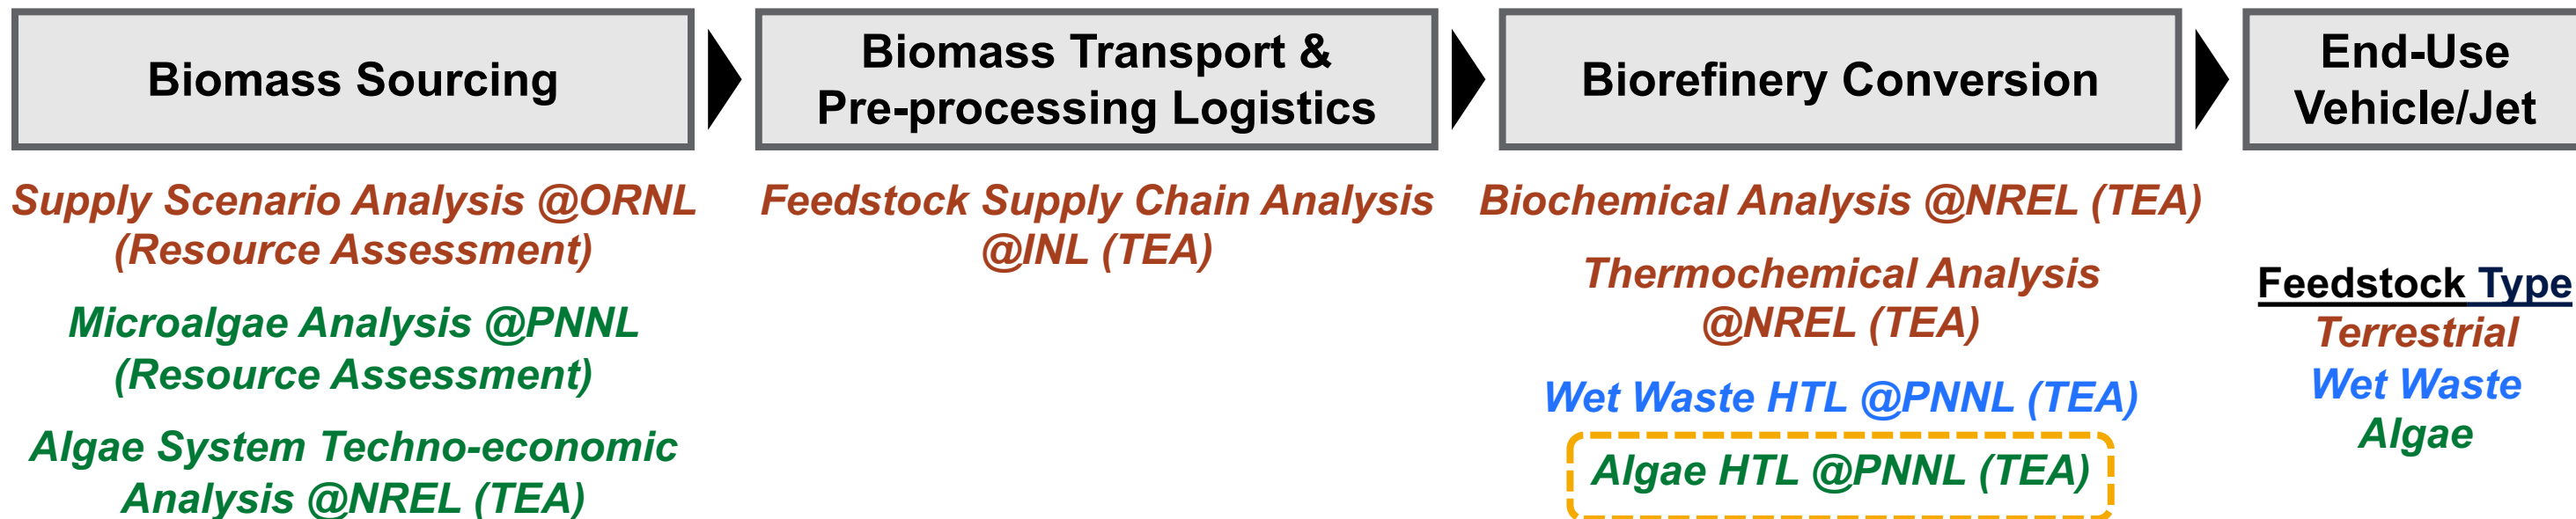 Biomass Sourcing
Biomass Transport &
Pre-processing Logistics
Biorefinery Conversion
End-Use
Vehicle/Jet
Supply Scenario Analysis @ORNL
(Resource Assessment)
Microalgae Analysis @PNNL
(Resource Assessment)
Algae System Techno-economic
Analysis @NREL (TEA)
Feedstock Supply Chain Analysis
@INL (TEA)
Biochemical Analysis @NREL (TEA)
Thermochemical Analysis
@NREL (TEA)
Wet Waste HTL @PNNL (TEA)
Algae HTL @PNNL (TEA)
Feedstock Type
Terrestrial
Wet Waste
Algae